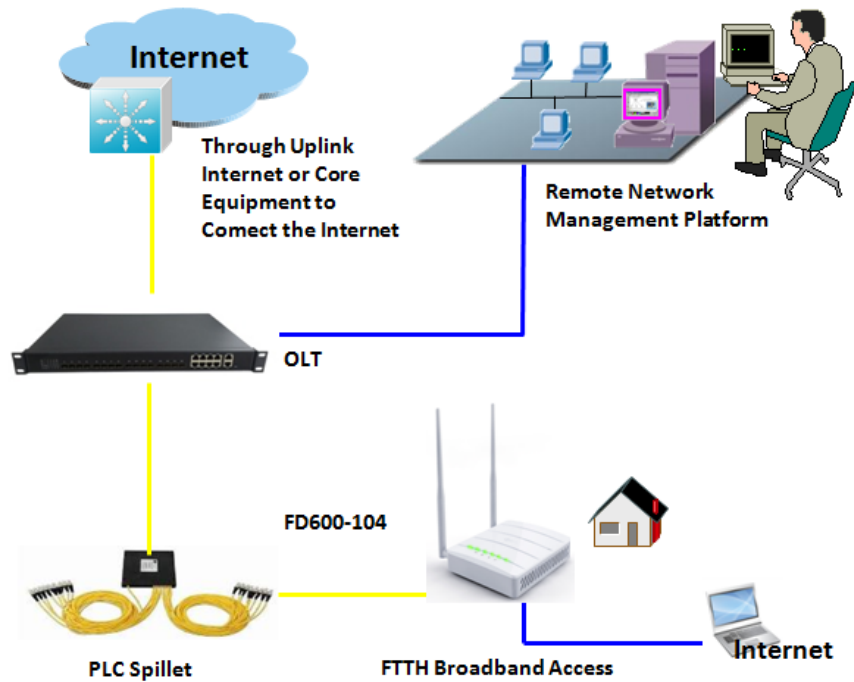 Internet
Through Uplink
Internet or Core
Equipment to
Comect the Internet
Remote Network
Management Platform
OLT
FD600-104
PLC Spillet
FTTH Broadband Access
Internet